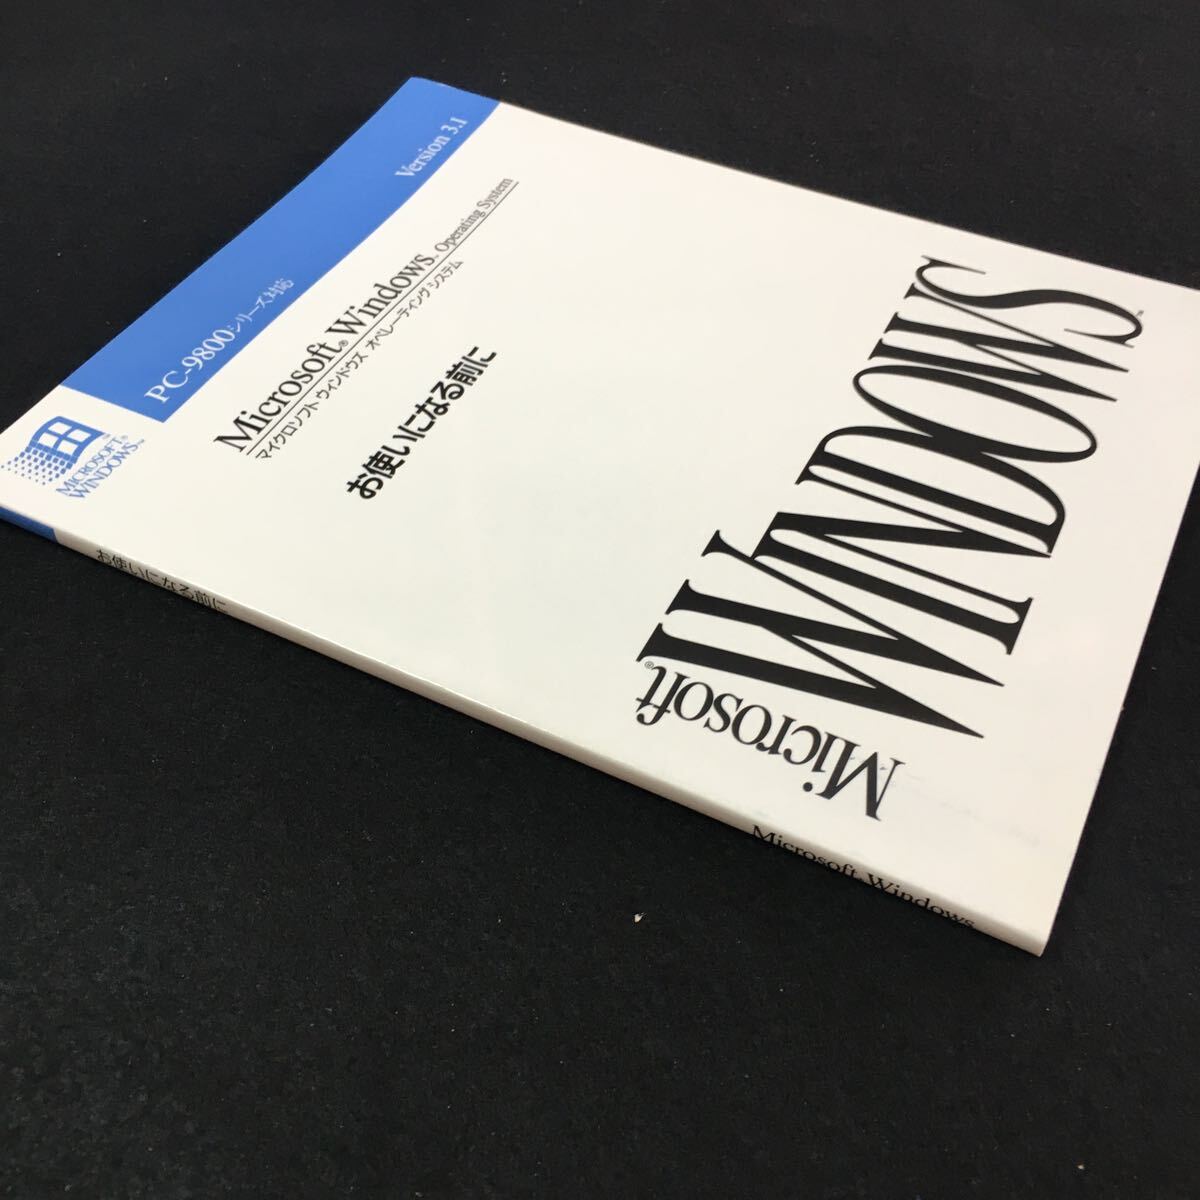 MICROSOFT®
WINDOWS™
PC-9800シリーズ対応
Version 3.1
Microsoft® Windows™ Operating System
マイクロソフト ウィンドウズ オペレーティング システム
お使いになる前に
Microsoft®
WINDOWS™
お使いになる前に
Microsoft Windows